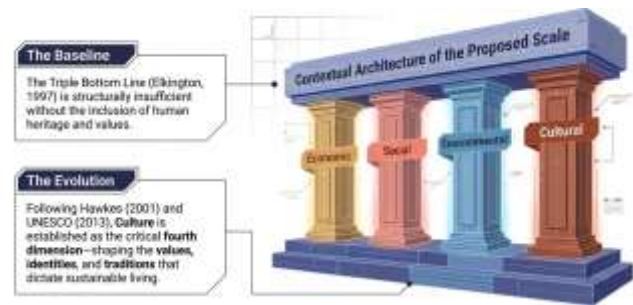 The Baseline
The Triple Bottom Line (Elkington,
1997) is structurally insufficient
without the inclusion of human
heritage and values.
The Evolution
Following Hawkes (2001) and
UNESCO (2013), Culture is
established as the critical fourth
dimension—shaping the values,
identities, and traditions that
dictate sustainable living.
Contextual Architecture of the Proposed Scale
Economic
Social
Environmental
Cultural